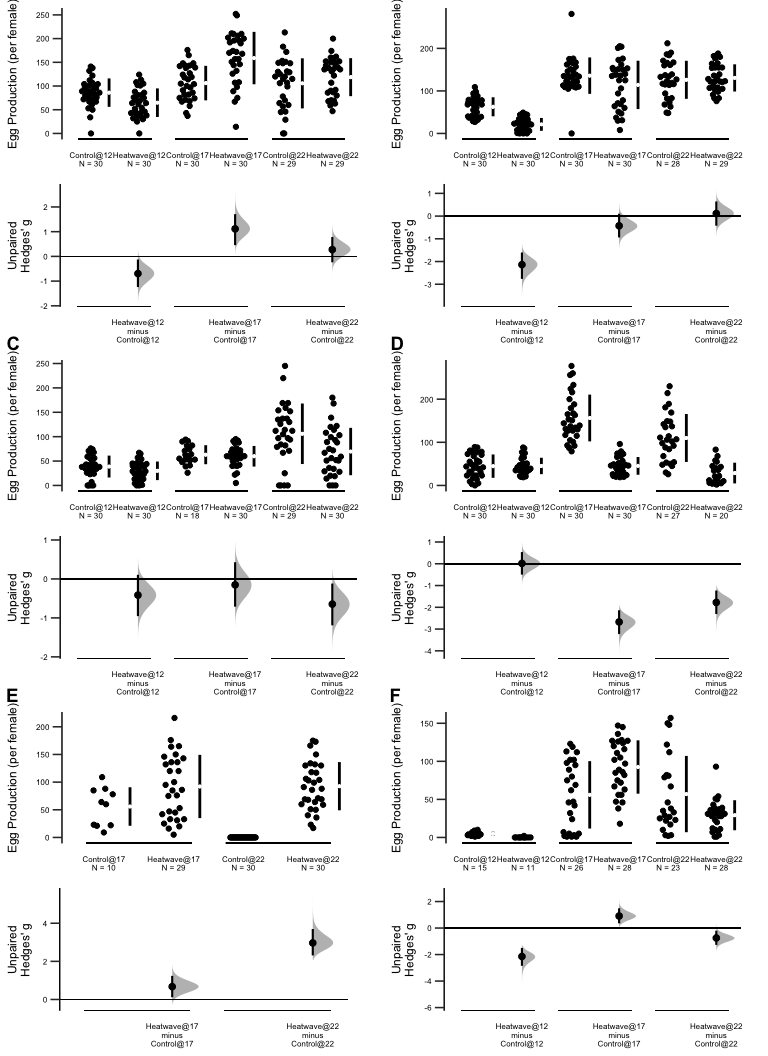 Egg Production (per female)
250
200
150
100
50
0
Control@12 Heatwave@12 Control@17 Heatwave@17 Control@22 Heatwave@22
N = 30 N = 30 N = 30 N = 30 N = 29 N = 29
Unpaired
Hedges' g
2
1
0
-1
-2
Heatwave@12 Heatwave@17 Heatwave@22
minus minus minus
Control@12 Control@17 Control@22
Egg Production (per female)
200
100
0
Control@12 Heatwave@12 Control@17 Heatwave@17 Control@22 Heatwave@22
N = 30 N = 30 N = 30 N = 30 N = 28 N = 29
Unpaired
Hedges' g
1
0
-1
-2
-3
Heatwave@12 Heatwave@17 Heatwave@22
minus minus minus
Control@12 Control@17 Control@22
C
Egg Production (per female)
250
200
150
100
50
0
Control@12 Heatwave@12 Control@17 Heatwave@17 Control@22 Heatwave@22
N = 30 N = 30 N = 18 N = 30 N = 29 N = 30
Unpaired
Hedges' g
1
0
-1
-2
Heatwave@12 Heatwave@17 Heatwave@22
minus minus minus
Control@12 Control@17 Control@22
D
Egg Production (per female)
200
100
0
Control@12 Heatwave@12 Control@17 Heatwave@17 Control@22 Heatwave@22
N = 30 N = 30 N = 30 N = 30 N = 27 N = 20
Unpaired
Hedges' g
1
0
-1
-2
-3
-4
Heatwave@12 Heatwave@17 Heatwave@22
minus minus minus
Control@12 Control@17 Control@22
E
Egg Production (per female)
200
150
100
50
0
Control@17 Heatwave@17 Control@22 Heatwave@22
N = 10 N = 29 N = 30 N = 30
Unpaired
Hedges' g
4
2
0
Heatwave@17 Heatwave@22
minus minus
Control@17 Control@22
F
Egg Production (per female)
150
100
50
0
Control@12 Heatwave@12 Control@17 Heatwave@17 Control@22 Heatwave@22
N = 15 N = 11 N = 26 N = 28 N = 23 N = 28
Unpaired
Hedges' g
2
0
-2
-4
-6
Heatwave@12 Heatwave@17 Heatwave@22
minus minus minus
Control@12 Control@17 Control@22